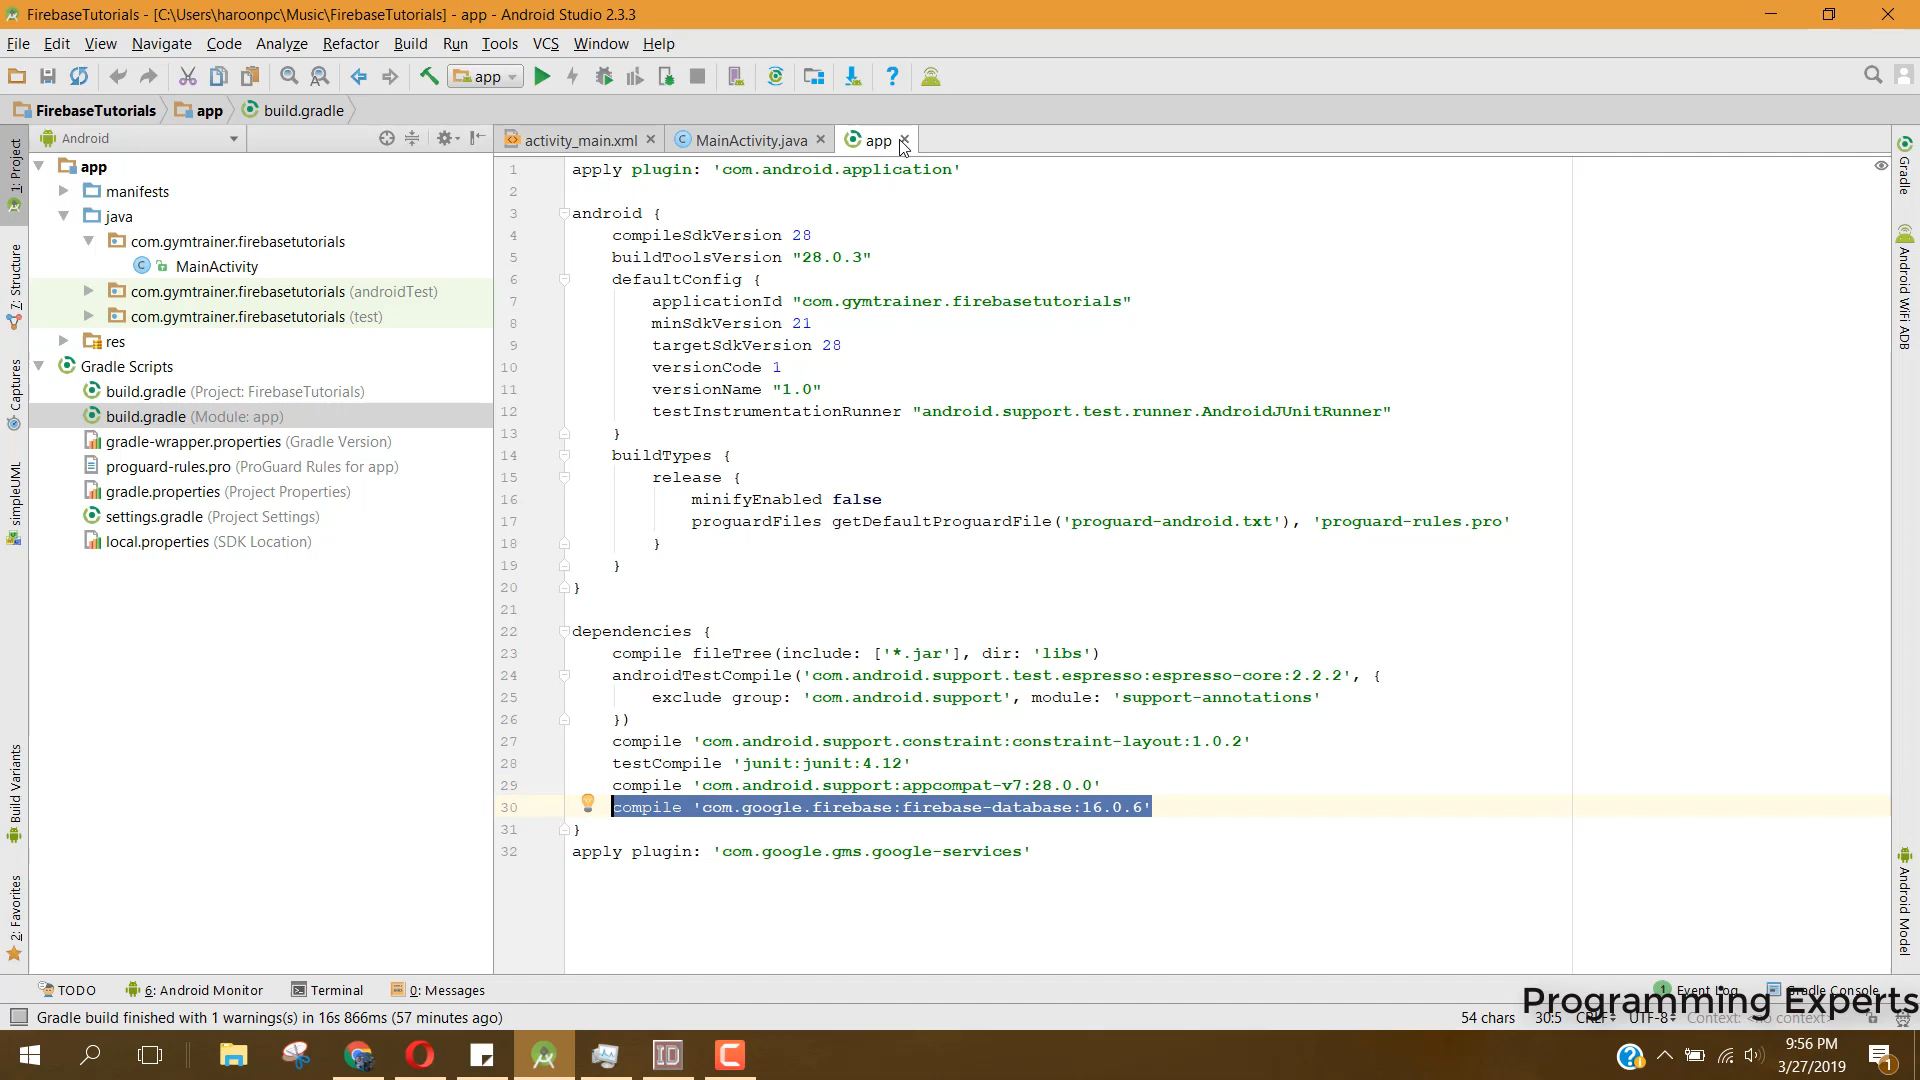 FirebaseTutorials - [C:\Users\haroonpc\Music\FirebaseTutorials] - app - Android Studio 2.3.3
File Edit View Navigate Code Analyze Refactor Build Run Tools VCS Window Help
app
FirebaseTutorials app build.gradle
Android
activity_main.xml MainActivity.java app
1: Project
7: Structure
Captures
simpleUML
Build Variants
2: Favorites
app
manifests
java
com.gymtrainer.firebasetutorials
MainActivity
com.gymtrainer.firebasetutorials (androidTest)
com.gymtrainer.firebasetutorials (test)
res
Gradle Scripts
build.gradle (Project: FirebaseTutorials)
build.gradle (Module: app)
gradle-wrapper.properties (Gradle Version)
proguard-rules.pro (ProGuard Rules for app)
gradle.properties (Project Properties)
settings.gradle (Project Settings)
local.properties (SDK Location)
1 apply plugin: 'com.android.application'
2
3 android {
4 compileSdkVersion 28
5 buildToolsVersion "28.0.3"
6 defaultConfig {
7 applicationId "com.gymtrainer.firebasetutorials"
8 minSdkVersion 21
9 targetSdkVersion 28
10 versionCode 1
11 versionName "1.0"
12 testInstrumentationRunner "android.support.test.runner.AndroidJUnitRunner"
13 }
14 buildTypes {
15 release {
16 minifyEnabled false
17 proguardFiles getDefaultProguardFile('proguard-android.txt'), 'proguard-rules.pro'
18 }
19 }
20 }
21
22 dependencies {
23 compile fileTree(include: ['*.jar'], dir: 'libs')
24 androidTestCompile('com.android.support.test.espresso:espresso-core:2.2.2', {
25 exclude group: 'com.android.support', module: 'support-annotations'
26 })
27 compile 'com.android.support.constraint:constraint-layout:1.0.2'
28 testCompile 'junit:junit:4.12'
29 compile 'com.android.support:appcompat-v7:28.0.0'
30 compile 'com.google.firebase:firebase-database:16.0.6'
31 }
32 apply plugin: 'com.google.gms.google-services'
Gradle
Android WiFi ADB
Android Model
TODO 6: Android Monitor Terminal 0: Messages 1 Event Log Gradle Console
Programming Experts
Gradle build finished with 1 warnings(s) in 16s 866ms (57 minutes ago) 54 chars 30:5 CRLF UTF-8 Context: <no context>
9:56 PM
3/27/2019
1